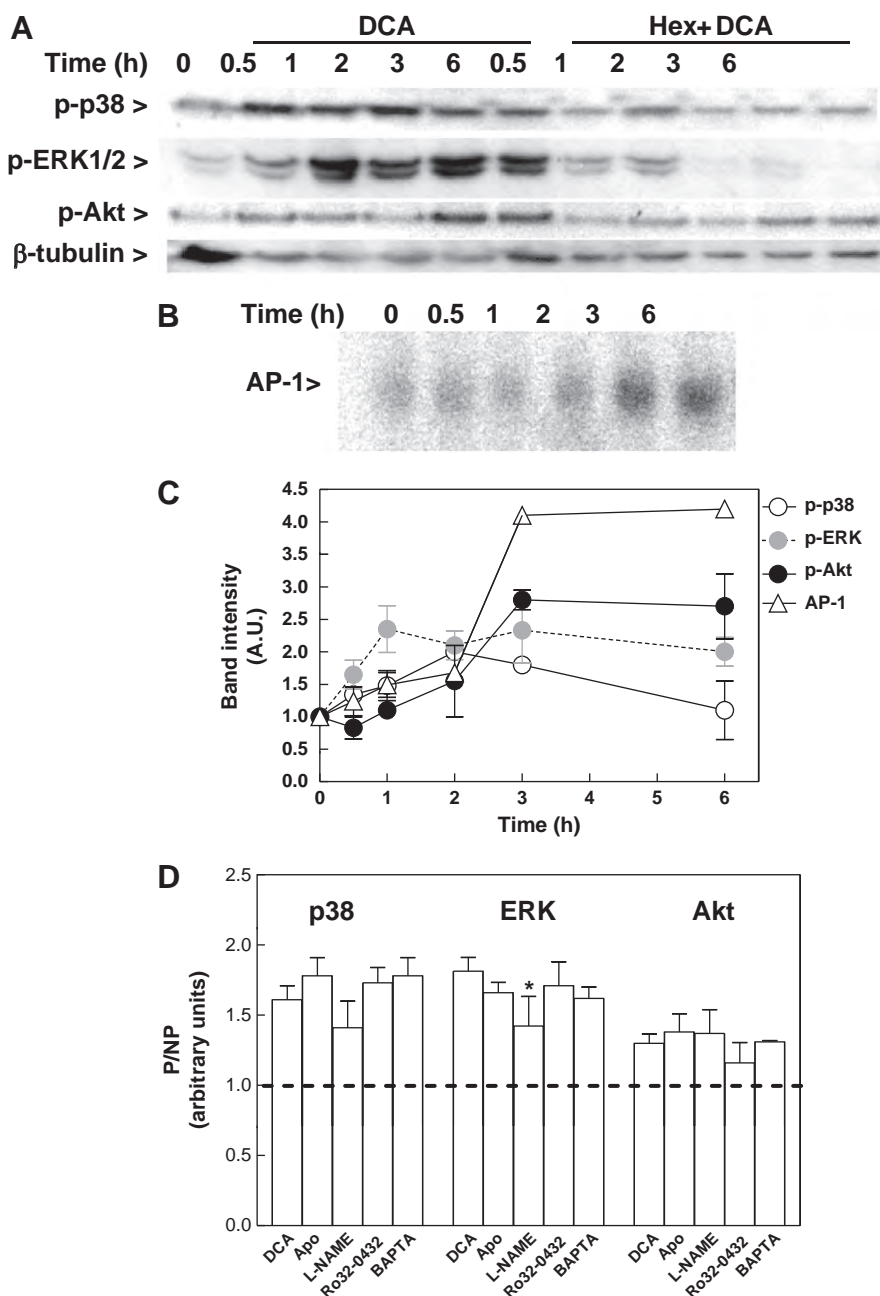 A
DCA Hex+DCA
Time (h) 0 0.5 1 2 3 6 0.5 1 2 3 6
p-p38 >
p-ERK1/2 >
p-Akt >
β-tubulin >
B
Time (h) 0 0.5 1 2 3 6
AP-1>
C
4.5
4.0
3.5
3.0
2.5
2.0
1.5
1.0
0.5
0.0
Band intensity
(A.U.)
0 1 2 3 4 5 6
Time (h)
p-p38
p-ERK
p-Akt
AP-1
D
2.5
2.0
1.5
1.0
0.5
0.0
P/NP
(arbitrary units)
p38 ERK Akt
*
DCA Apo L-NAME Ro32-0432 BAPTA DCA Apo L-NAME Ro32-0432 BAPTA DCA Apo L-NAME Ro32-0432 BAPTA